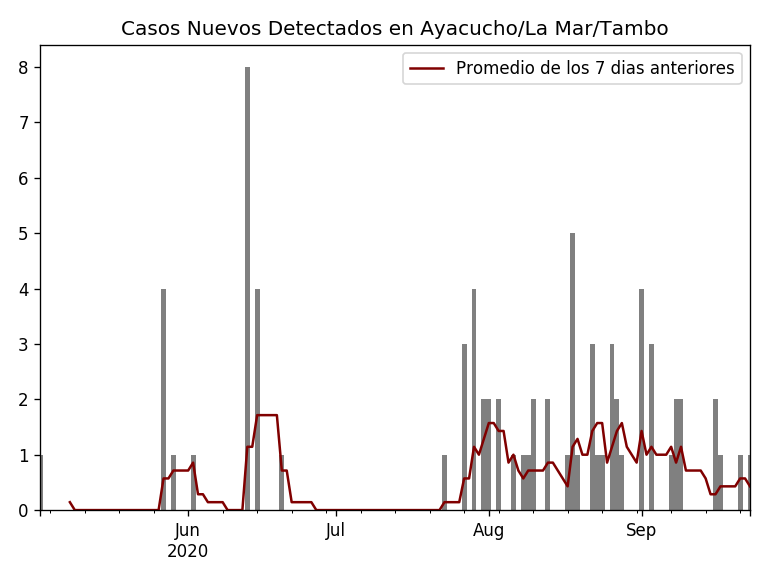 Casos Nuevos Detectados en Ayacucho/La Mar/Tambo
Promedio de los 7 dias anteriores
8
7
6
5
4
3
2
1
0
Jun
2020
Jul
Aug
Sep